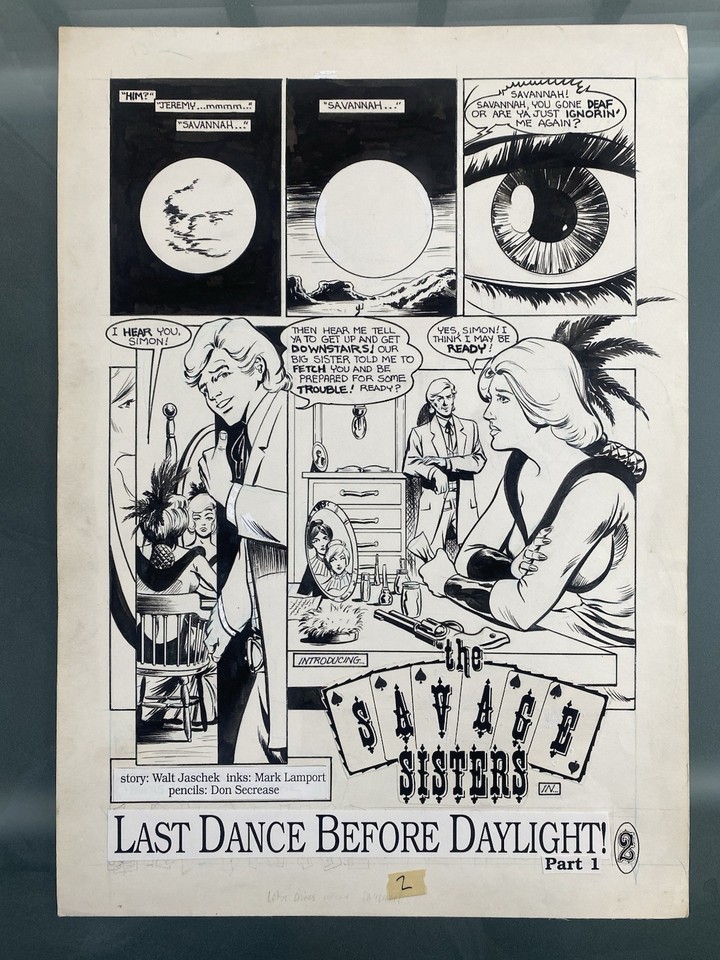 "HIM?"
"JEREMY...mmmm..."
"SAVANNAH..."
"SAVANNAH..."
SAVANNAH!
SAVANNAH, YOU GONE DEAF
OR ARE YA JUST IGNORIN'
ME AGAIN?
I HEAR YOU,
SIMON!
THEN HEAR ME TELL
YA TO GET UP AND GET
DOWNSTAIRS! OUR
BIG SISTER TOLD ME TO
FETCH YOU AND BE
PREPARED FOR SOME
TROUBLE! READY?
YES, SIMON! I
THINK I MAY BE
READY!
INTRODUCING...
the
SAVAGE
SISTERS
IN...
story: Walt Jaschek inks: Mark Lamport
pencils: Don Secrease
LAST DANCE BEFORE DAYLIGHT!
Part 1
2
2